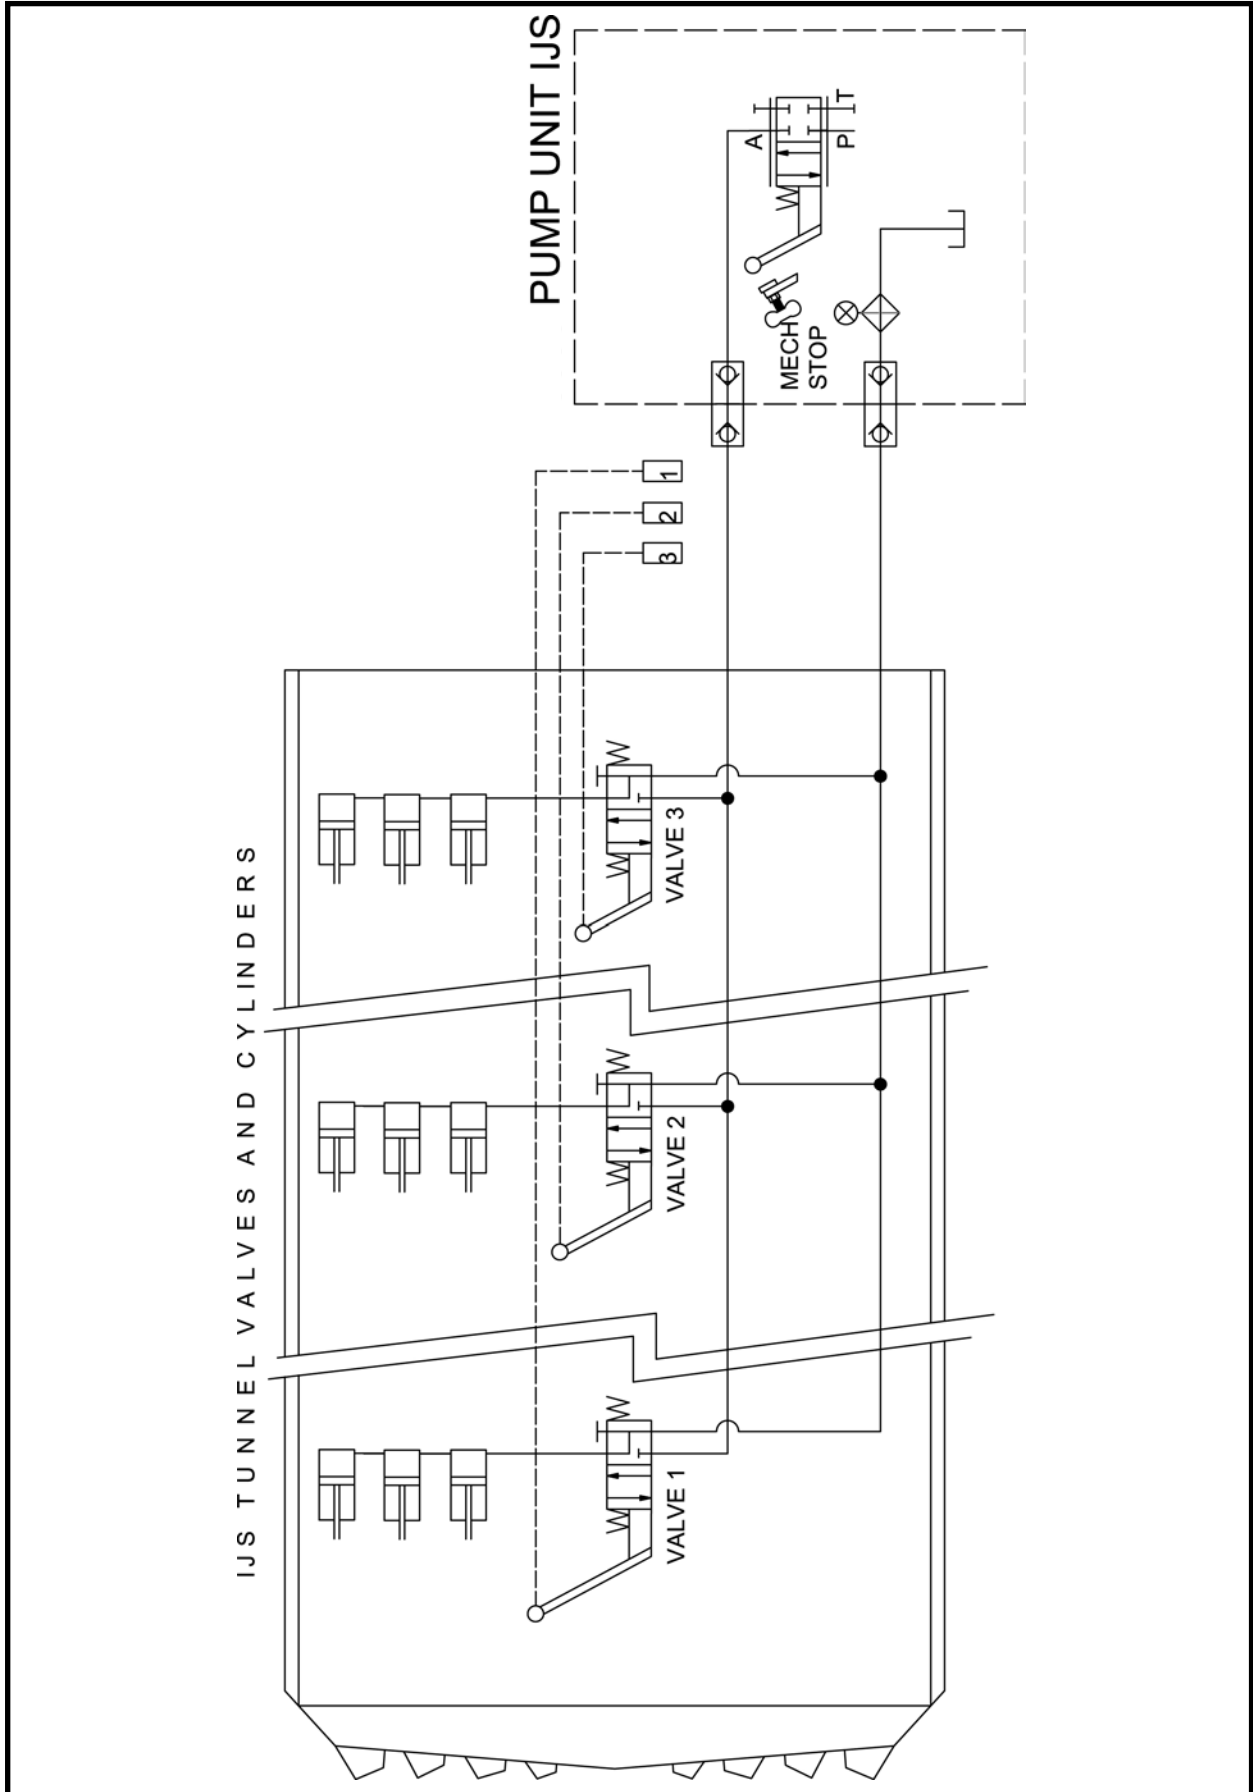 IJS TUNNEL VALVES AND CYLINDERS
PUMP UNIT IJS
A
T
P
MECH
STOP
1
2
3
VALVE 1
VALVE 2
VALVE 3